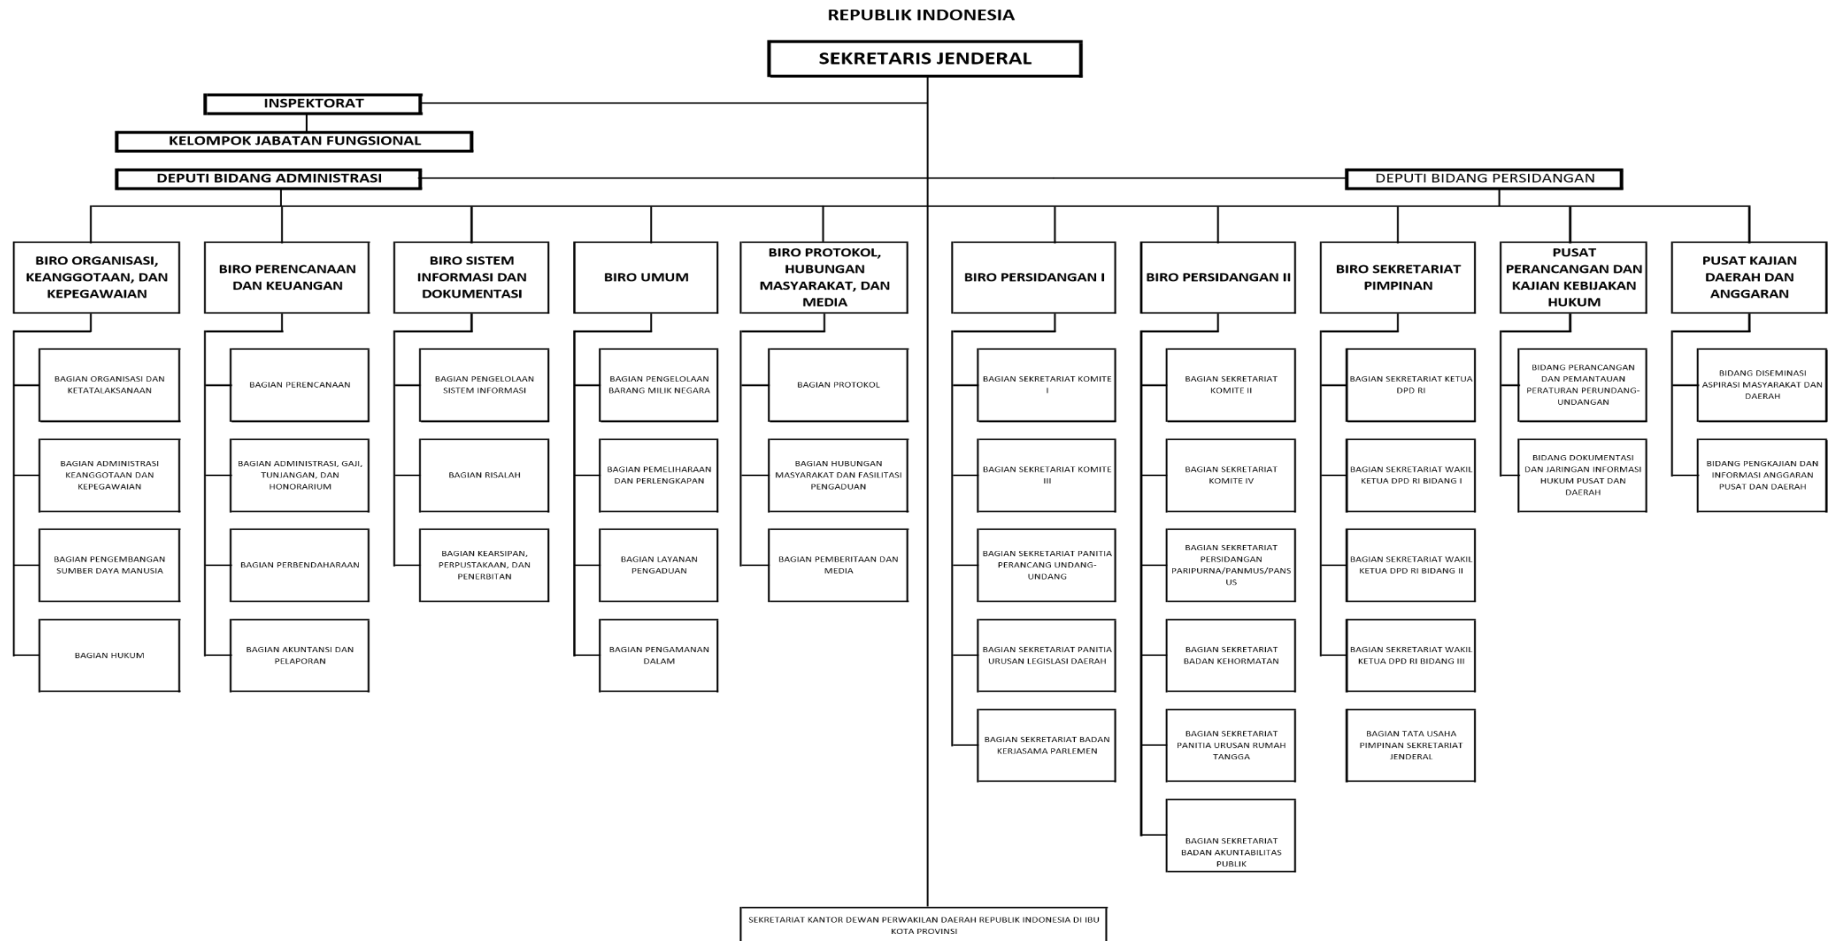 REPUBLIK INDONESIA
SEKRETARIS JENDERAL
INSPEKTORAT
KELOMPOK JABATAN FUNGSIONAL
DEPUTI BIDANG ADMINISTRASI
DEPUTI BIDANG PERSIDANGAN
BIRO ORGANISASI,
KEANGGOTAAN, DAN
KEPEGAWAIAN
BIRO PERENCANAAN
DAN KEUANGAN
BIRO SISTEM
INFORMASI DAN
DOKUMENTASI
BIRO UMUM
BIRO PROTOKOL,
HUBUNGAN
MASYARAKAT, DAN
MEDIA
BIRO PERSIDANGAN I
BIRO PERSIDANGAN II
BIRO SEKRETARIAT
PIMPINAN
PUSAT
PERANCANGAN DAN
KAJIAN KEBIJAKAN
HUKUM
PUSAT KAJIAN
DAERAH DAN
ANGGARAN
BAGIAN ORGANISASI DAN
KETATALAKSANAAN
BAGIAN PERENCANAAN
BAGIAN PENGELOLAAN
SISTEM INFORMASI
BAGIAN PENGELOLAAN
BARANG MILIK NEGARA
BAGIAN PROTOKOL
BAGIAN SEKRETARIAT KOMITE
I
BAGIAN SEKRETARIAT
KOMITE II
BAGIAN SEKRETARIAT KETUA
DPD RI
BIDANG PERANCANGAN
DAN PEMANTAUAN
PERATURAN PERUNDANG-
UNDANGAN
BIDANG DISEMINASI
ASPIRASI MASYARAKAT DAN
DAERAH
BAGIAN ADMINISTRASI
KEANGGOTAAN DAN
KEPEGAWAIAN
BAGIAN ADMINISTRASI, GAJI,
TUNJANGAN, DAN
HONORARIUM
BAGIAN RISALAH
BAGIAN PEMELIHARAAN
DAN PERLENGKAPAN
BAGIAN HUBUNGAN
MASYARAKAT DAN FASILITASI
PENGADUAN
BAGIAN SEKRETARIAT KOMITE
III
BAGIAN SEKRETARIAT
KOMITE IV
BAGIAN SEKRETARIAT WAKIL
KETUA DPD RI BIDANG I
BIDANG DOKUMENTASI
DAN JARINGAN INFORMASI
HUKUM PUSAT DAN
DAERAH
BIDANG PENGKAJIAN DAN
INFORMASI ANGGARAN
PUSAT DAN DAERAH
BAGIAN PENGEMBANGAN
SUMBER DAYA MANUSIA
BAGIAN PERBENDAHARAAN
BAGIAN KEARSIPAN,
PERPUSTAKAAN, DAN
PENERBITAN
BAGIAN LAYANAN
PENGADUAN
BAGIAN PEMBERITAAN DAN
MEDIA
BAGIAN SEKRETARIAT PANITIA
PERANCANG UNDANG-
UNDANG
BAGIAN SEKRETARIAT
PERSIDANGAN
PARIPURNA/PANMUS/PANS
US
BAGIAN SEKRETARIAT WAKIL
KETUA DPD RI BIDANG II
BAGIAN HUKUM
BAGIAN AKUNTANSI DAN
PELAPORAN
BAGIAN PENGAMANAN
DALAM
BAGIAN SEKRETARIAT PANITIA
URUSAN LEGISLASI DAERAH
BAGIAN SEKRETARIAT
BADAN KEHORMATAN
BAGIAN SEKRETARIAT WAKIL
KETUA DPD RI BIDANG III
BAGIAN SEKRETARIAT BADAN
KERJASAMA PARLEMEN
BAGIAN SEKRETARIAT
PANITIA URUSAN RUMAH
TANGGA
BAGIAN TATA USAHA
PIMPINAN SEKRETARIAT
JENDERAL
BAGIAN SEKRETARIAT
BADAN AKUNTABILITAS
PUBLIK
SEKRETARIAT KANTOR DEWAN PERWAKILAN DAERAH REPUBLIK INDONESIA DI IBU
KOTA PROVINSI